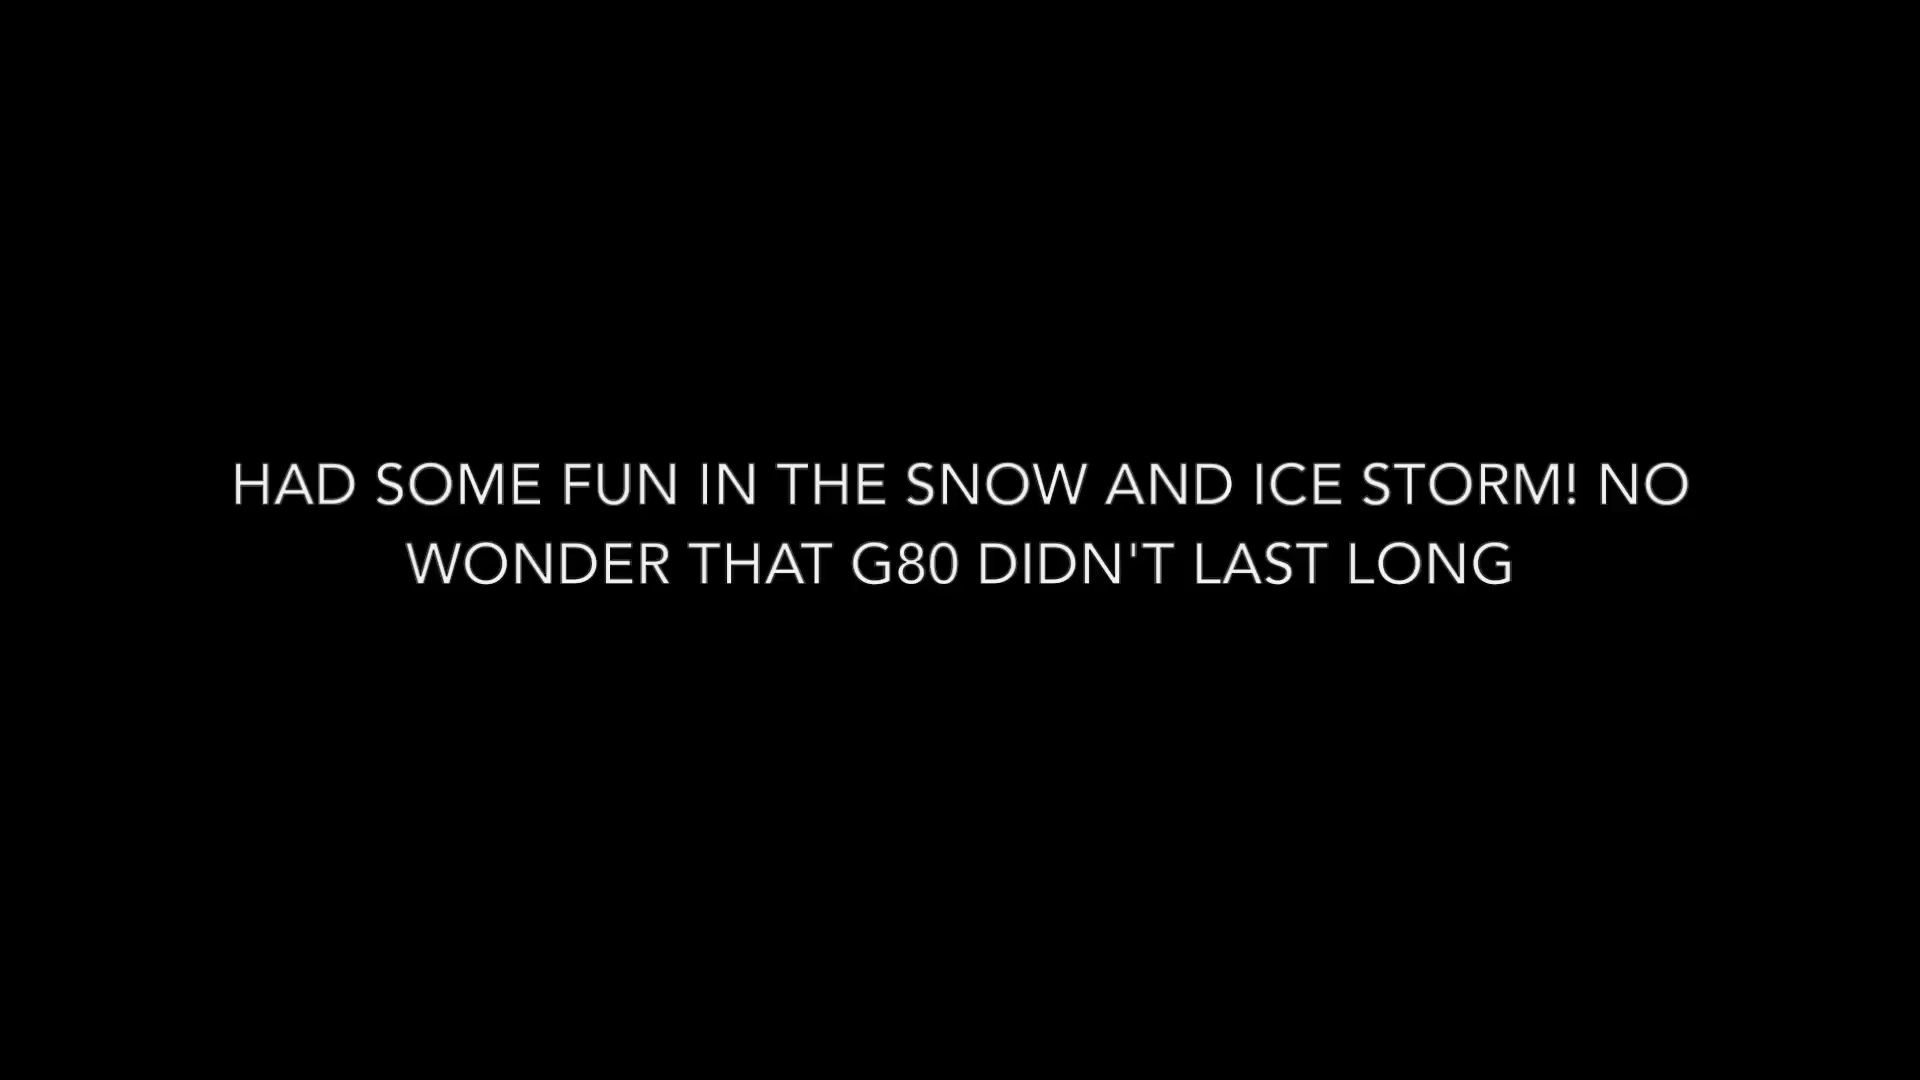 HAD SOME FUN IN THE SNOW AND ICE STORM! NO
WONDER THAT G80 DIDN'T LAST LONG